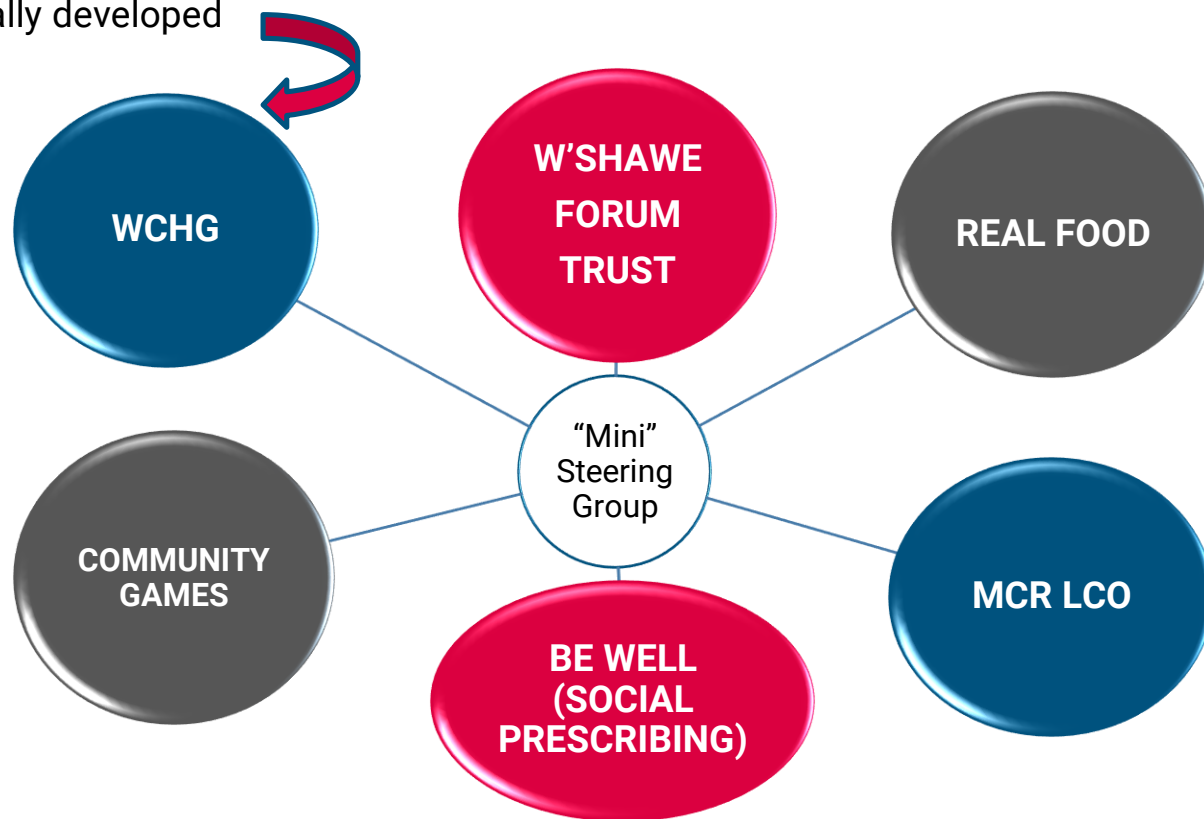 ally developed
WCHG
W’SHAWE
FORUM
TRUST
REAL FOOD
“Mini”
Steering
Group
COMMUNITY
GAMES
MCR LCO
BE WELL
(SOCIAL
PRESCRIBING)